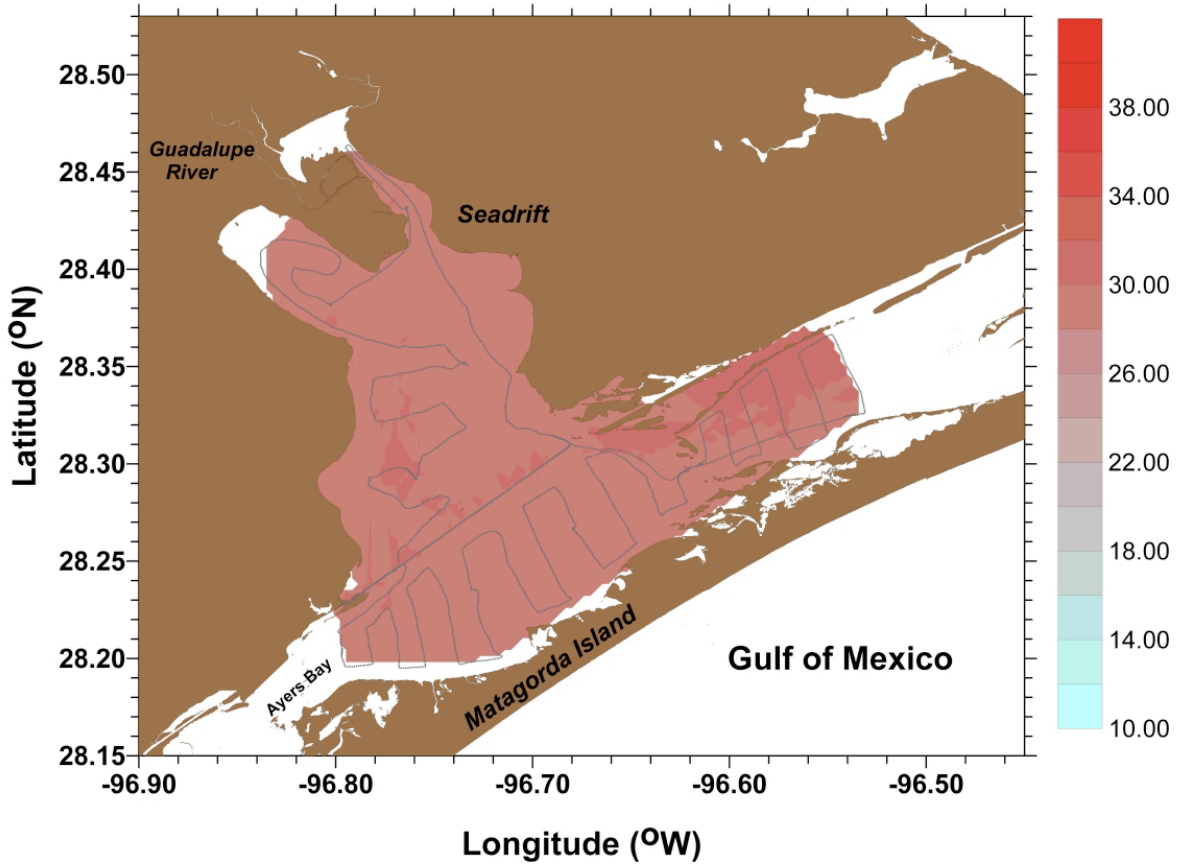 28.50
28.45
28.40
28.35
28.30
28.25
28.20
28.15
Latitude (ᴼN)
Guadalupe
River
Seadrift
Ayers Bay
Matagorda Island
Gulf of Mexico
-96.90
-96.80
-96.70
-96.60
-96.50
Longitude (ᴼW)
38.00
34.00
30.00
26.00
22.00
18.00
14.00
10.00